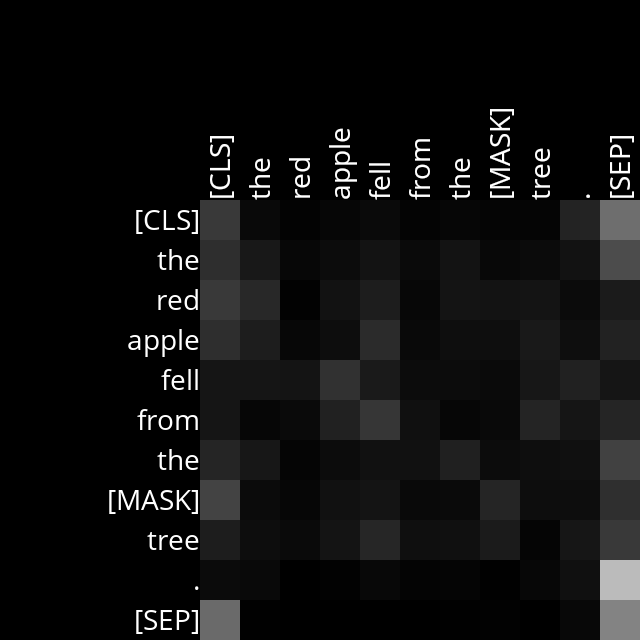 [CLS] the red apple fell from the [MASK] tree . [SEP]
[CLS]
the
red
apple
fell
from
the
[MASK]
tree
.
[SEP]